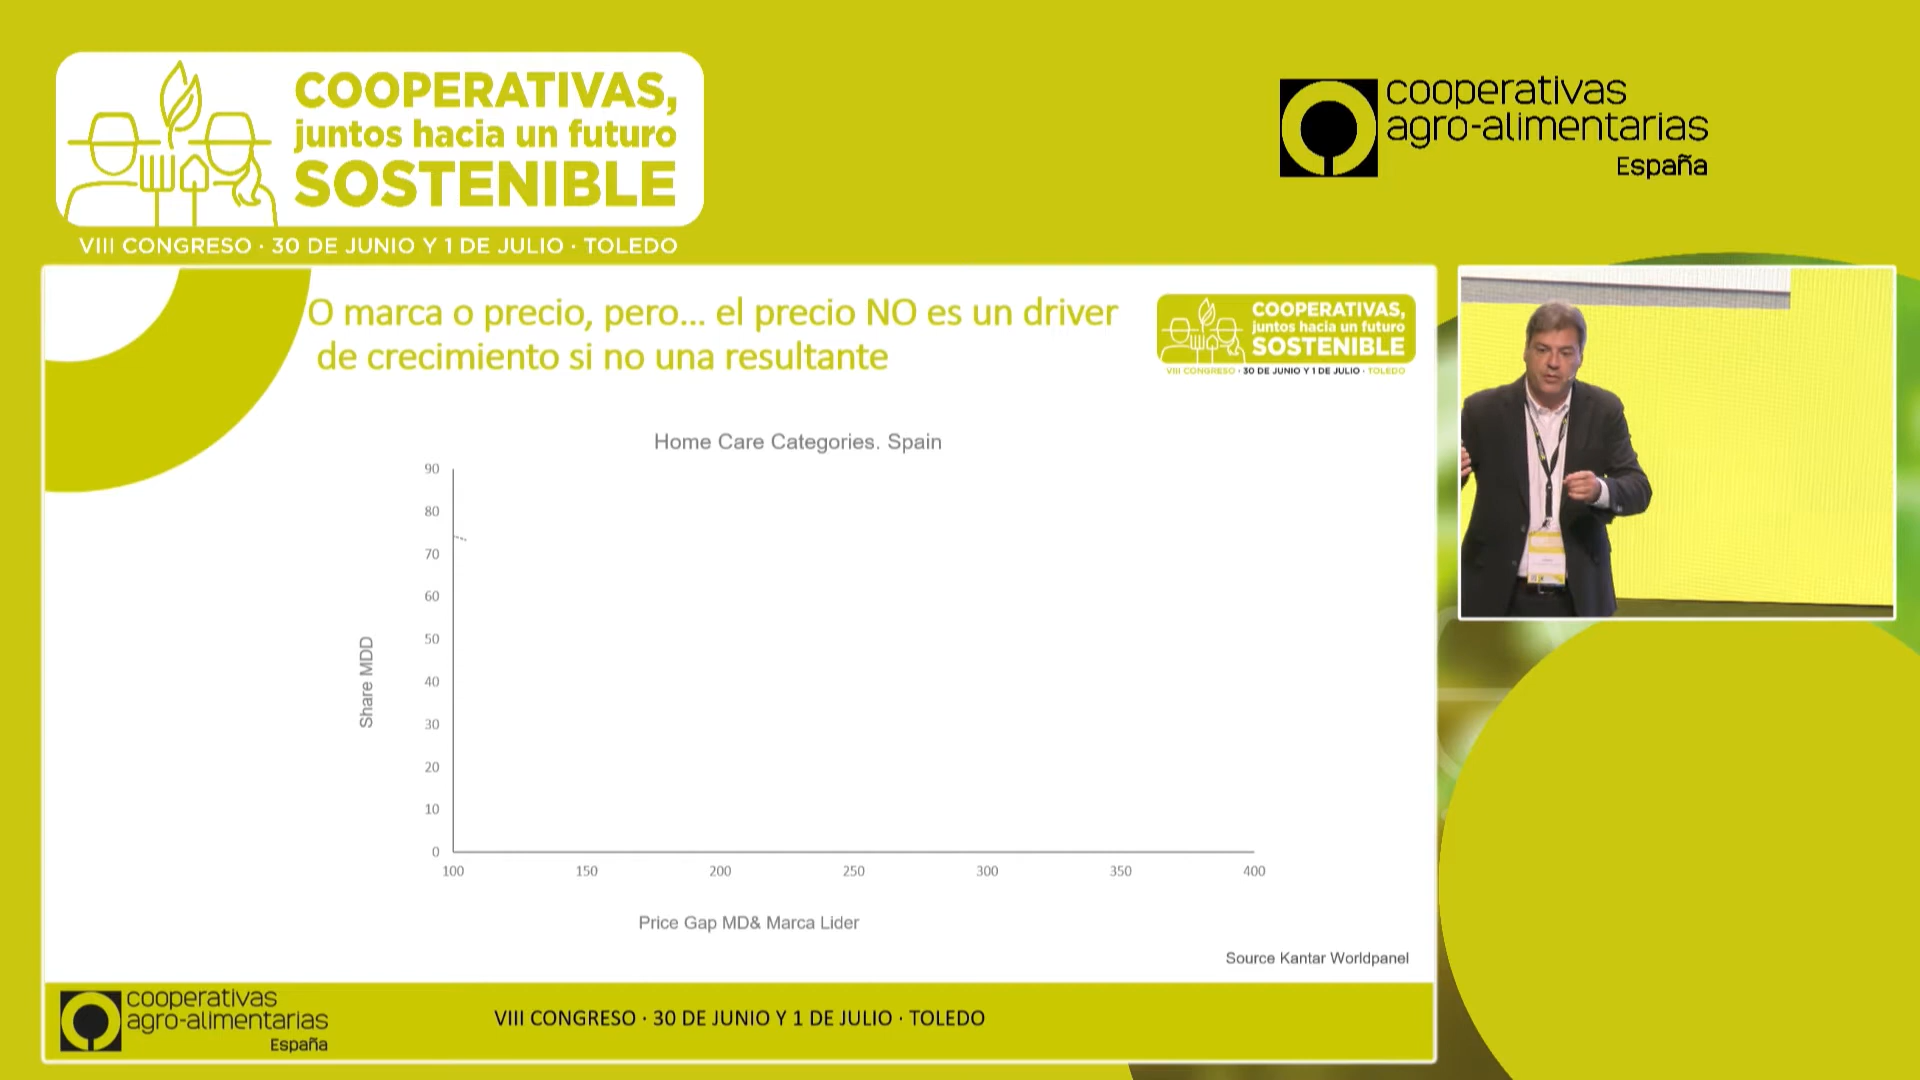 COOPERATIVAS,
juntos hacia un futuro
SOSTENIBLE
VIII CONGRESO · 30 DE JUNIO Y 1 DE JULIO · TOLEDO
cooperativas
agro-alimentarias
España
O marca o precio, pero... el precio NO es un driver
de crecimiento si no una resultante
COOPERATIVAS,
juntos hacia un futuro
SOSTENIBLE
VIII CONGRESO · 30 DE JUNIO Y 1 DE JULIO · TOLEDO
Home Care Categories. Spain
90
80
70
60
50
40
30
20
10
0
Share MDD
100 150 200 250 300 350 400
Price Gap MD& Marca Lider
Source Kantar Worldpanel
cooperativas
agro-alimentarias
España
VIII CONGRESO · 30 DE JUNIO Y 1 DE JULIO · TOLEDO